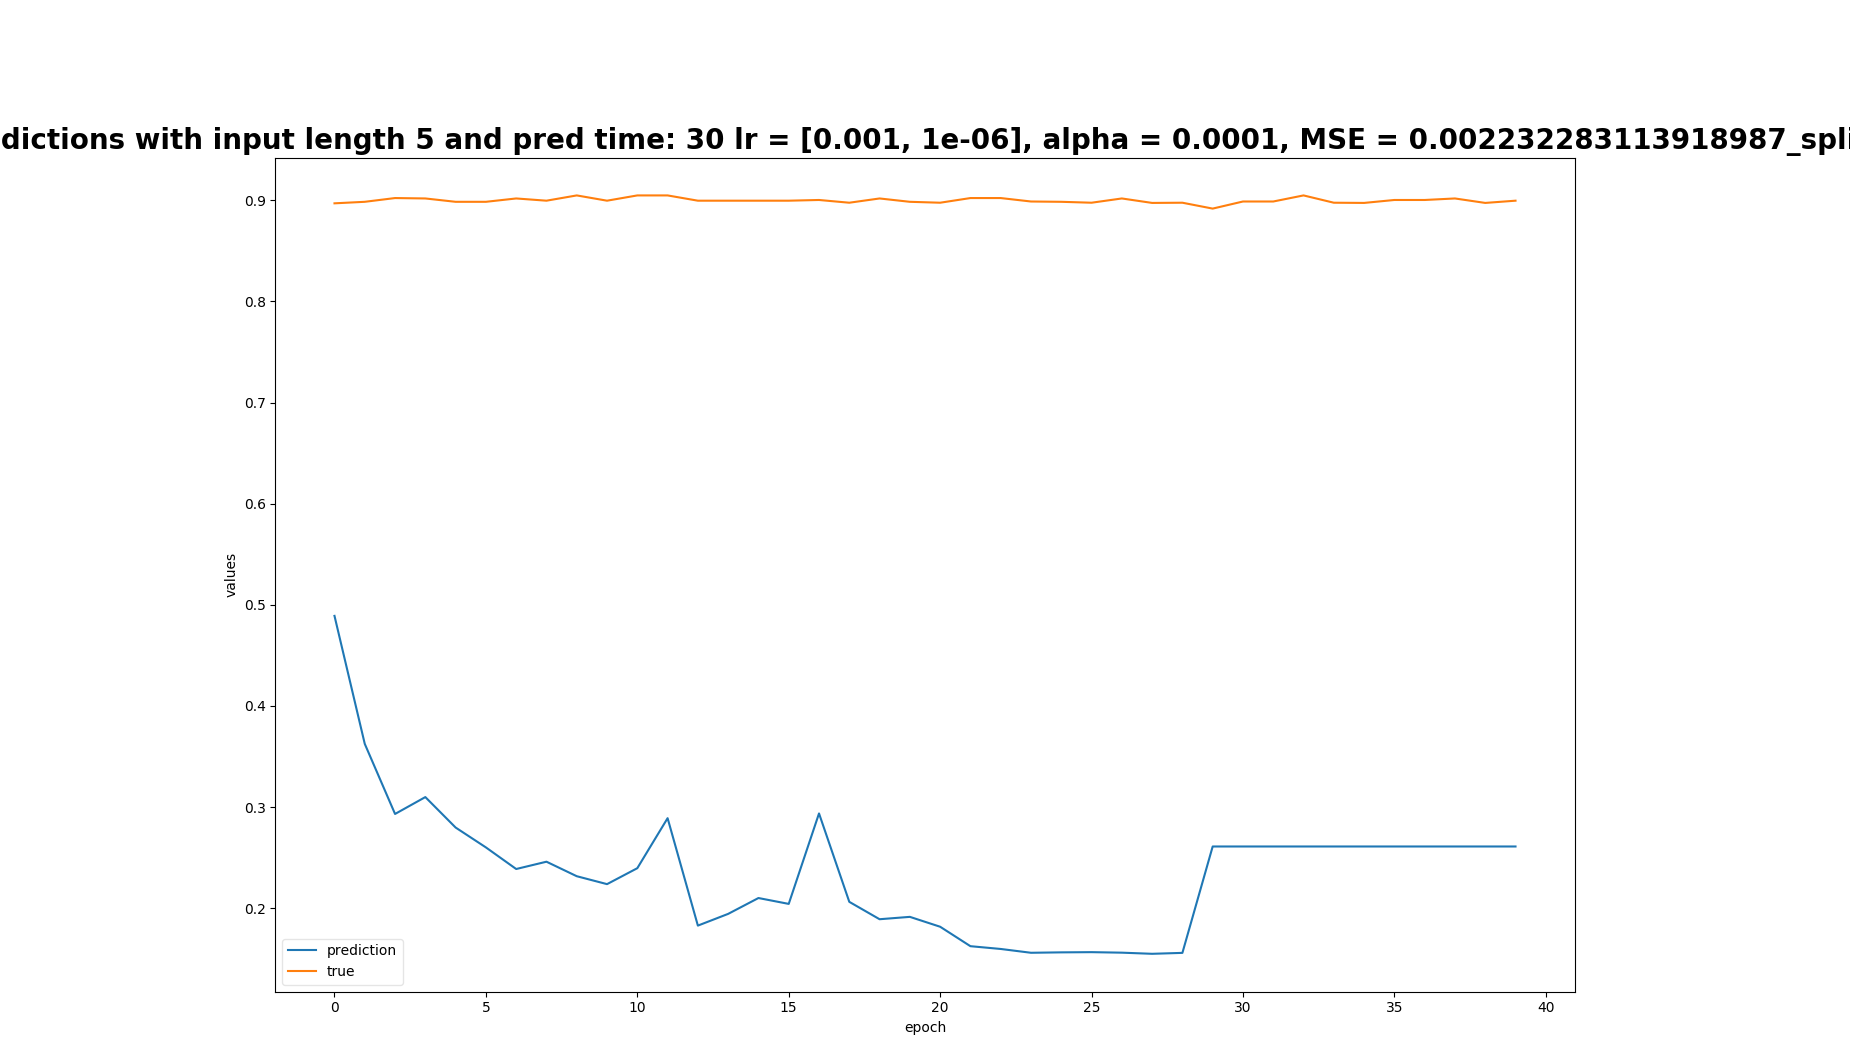 dictions with input length 5 and pred time: 30 lr = [0.001, 1e-06], alpha = 0.0001, MSE = 0.002232283113918987_spli
0.9
0.8
0.7
0.6
0.5
0.4
0.3
0.2
values
prediction
true
0 5 10 15 20 25 30 35 40
epoch